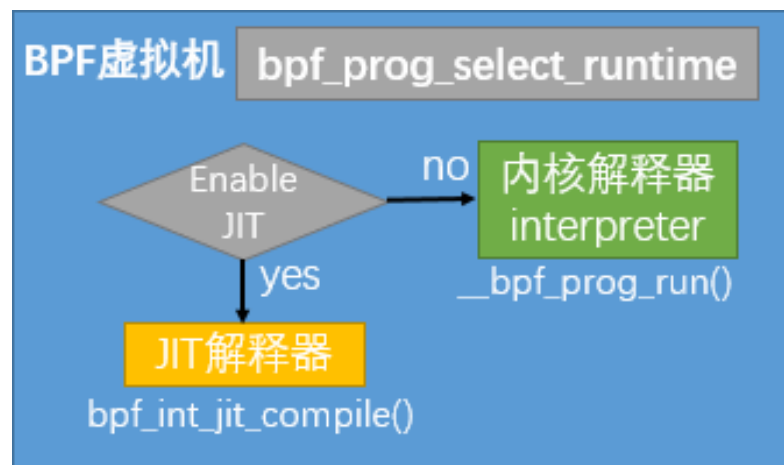 BPF虚拟机
bpf_prog_select_runtime
Enable
JIT
no
内核解释器
interpreter
__bpf_prog_run()
yes
JIT解释器
bpf_int_jit_compile()